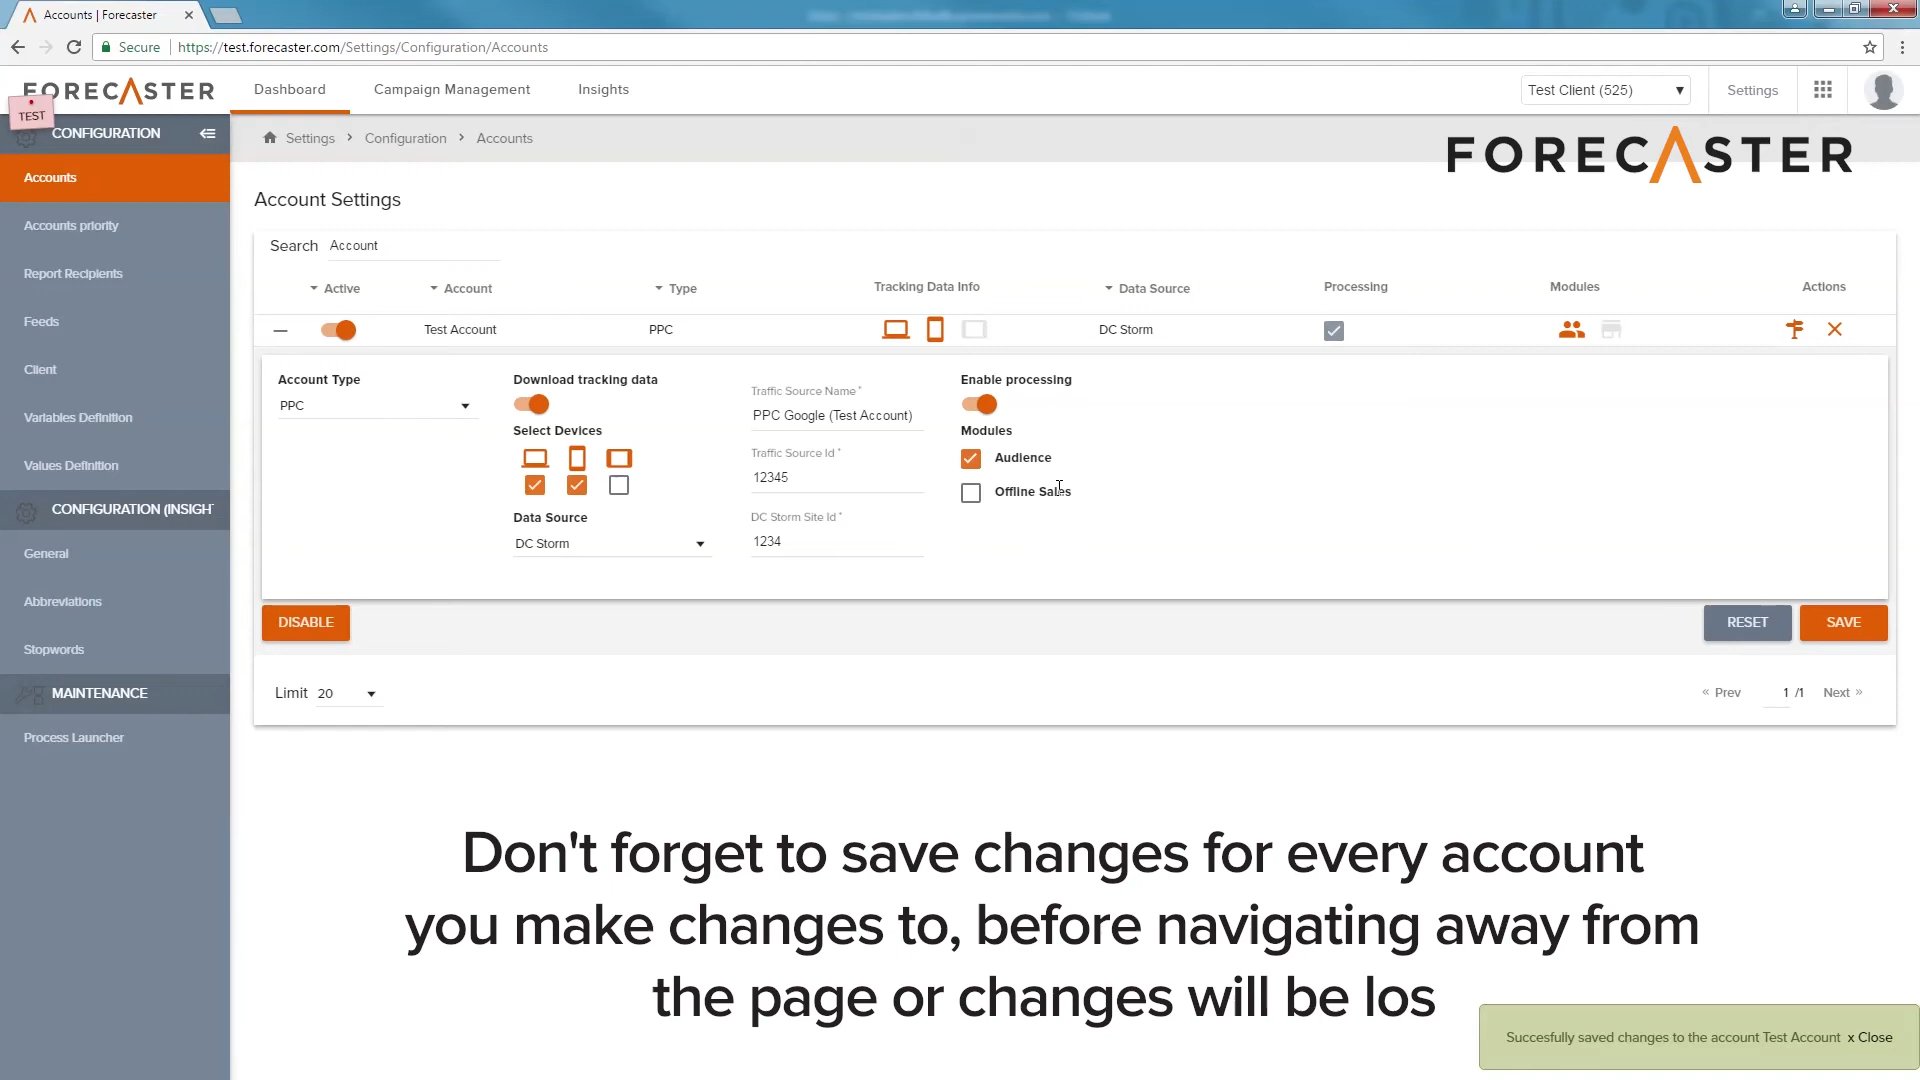 Accounts | Forecaster
Secure https://test.forecaster.com/Settings/Configuration/Accounts
FORECASTER
TEST
Dashboard
Campaign Management
Insights
Test Client (525)
Settings
CONFIGURATION
Accounts
Accounts priority
Report Recipients
Feeds
Client
Variables Definition
Values Definition
CONFIGURATION (INSIGHT
General
Abbreviations
Stopwords
MAINTENANCE
Process Launcher
Settings > Configuration > Accounts
FORECASTER
Account Settings
Search Account
Active Account Type Tracking Data Info Data Source Processing Modules Actions
Test Account PPC DC Storm
Account Type
PPC
Download tracking data
Select Devices
Data Source
DC Storm
Traffic Source Name *
PPC Google (Test Account)
Traffic Source Id *
12345
DC Storm Site Id *
1234
Enable processing
Modules
Audience
Offline Sales
DISABLE
RESET
SAVE
Limit 20
« Prev 1 /1 Next »
Don't forget to save changes for every account
you make changes to, before navigating away from
the page or changes will be los
Succesfully saved changes to the account Test Account x Close